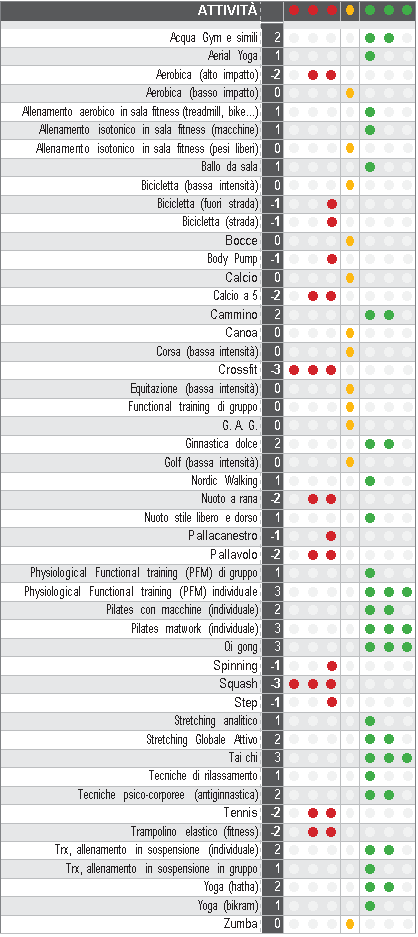 ATTIVITÀ
Acqua Gym e simili 2
Aerial Yoga 1
Aerobica (alto impatto) -2
Aerobica (basso impatto) 0
Allenamento aerobico in sala fitness (treadmill, bike...) 1
Allenamento isotonico in sala fitness (macchine) 1
Allenamento isotonico in sala fitness (pesi liberi) 0
Ballo da sala 1
Bicicletta (bassa intensità) 0
Bicicletta (fuori strada) -1
Bicicletta (strada) -1
Bocce 0
Body Pump -1
Calcio 0
Calcio a 5 -2
Cammino 2
Canoa 0
Corsa (bassa intensità) 0
Crossfit -3
Equitazione (bassa intensità) 0
Functional training di gruppo 0
G. A. G. 0
Ginnastica dolce 2
Golf (bassa intensità) 0
Nordic Walking 1
Nuoto a rana -2
Nuoto stile libero e dorso 1
Pallacanestro -1
Pallavolo -2
Physiological Functional training (PFM) di gruppo 1
Physiological Functional training (PFM) individuale 3
Pilates con macchine (individuale) 2
Pilates matwork (individuale) 3
Qi gong 3
Spinning -1
Squash -3
Step -1
Stretching analitico 1
Stretching Globale Attivo 2
Tai chi 3
Tecniche di rilassamento 1
Tecniche psico-corporee (antiginnastica) 2
Tennis -2
Trampolino elastico (fitness) -2
Trx, allenamento in sospensione (individuale) 2
Trx, allenamento in sospensione in gruppo 1
Yoga (hatha) 2
Yoga (bikram) 1
Zumba 0